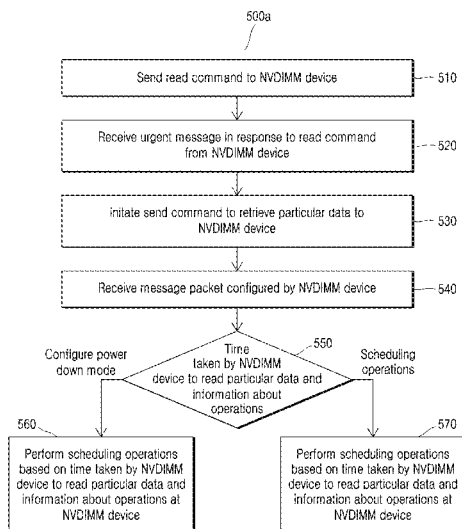 500a
Send read command to NVDIMM device
510
Receive urgent message in response to read command
from NVDIMM device
520
Initate send command to retrieve particular data to
NVDIMM device
530
Receive message packet configured by NVDIMM device
540
550
Configure power
down mode
Time
taken by NVDIMM
device to read particular data and
information about
operations
Scheduling
operations
560
Perform scheduling operations
based on time taken by NVDIMM
device to read particular data and
information about operations at
NVDIMM device
570
Perform scheduling operations
based on time taken by NVDIMM
device to read particular data and
information about operations at
NVDIMM device